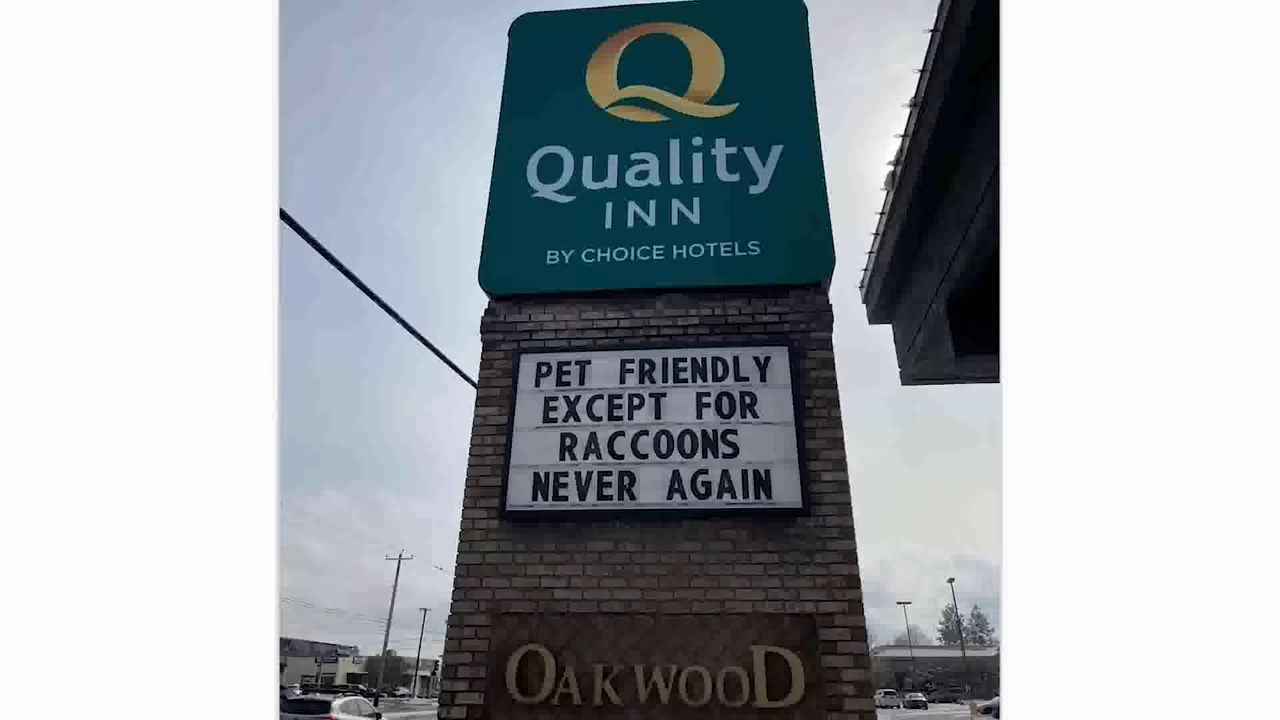 Quality
INN
BY CHOICE HOTELS
PET FRIENDLY
EXCEPT FOR
RACCOONS
NEVER AGAIN
OAKWOOD